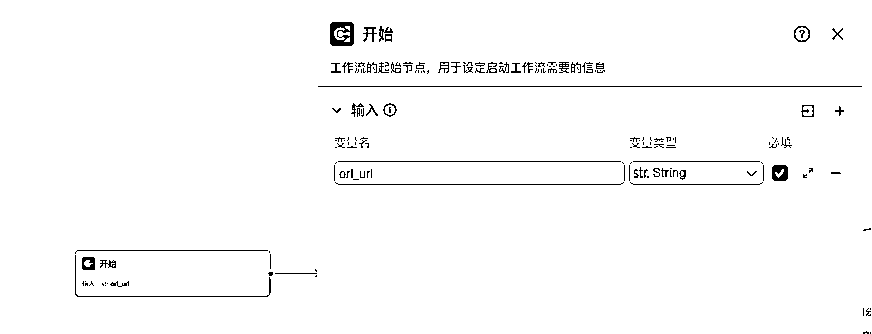 开始
工作流的起始节点，用于设定启动工作流需要的信息
输入
变量名 变量类型 必填
ori_url str. String
开始
输入 str. ori_url